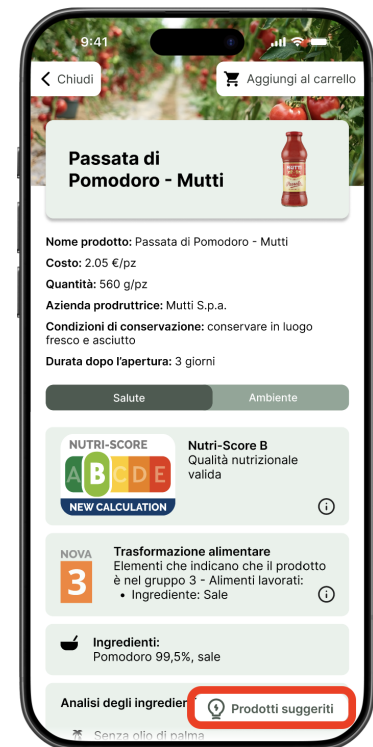 9:41
Chiudi
Aggiungi al carrello
Passata di
Pomodoro - Mutti
MUTTI
Nome prodotto: Passata di Pomodoro - Mutti
Costo: 2.05 €/pz
Quantità: 560 g/pz
Azienda prodruttrice: Mutti S.p.a.
Condizioni di conservazione: conservare in luogo
fresco e asciutto
Durata dopo l'apertura: 3 giorni
Salute
Ambiente
NUTRI-SCORE
A B C D E
NEW CALCULATION
Nutri-Score B
Qualità nutrizionale
valida
NOVA
3
Trasformazione alimentare
Elementi che indicano che il prodotto
è nel gruppo 3 - Alimenti lavorati:
• Ingrediente: Sale
Ingredienti:
Pomodoro 99,5%, sale
Analisi degli ingredien
Prodotti suggeriti
Senza olio di palma